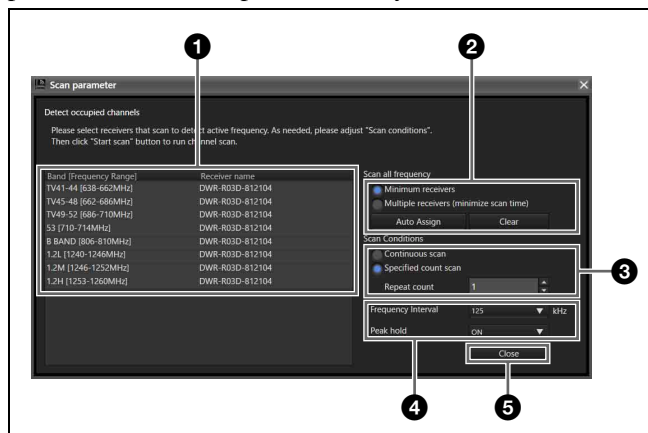 1
2
Scan parameter
Detect occupied channels
Please select receivers that scan to detect active frequency. As needed, please adjust "Scan conditions".
Then click "Start scan" button to run channel scan.
Band [Frequency Range] Receiver name
TV41-44 [638-662MHz] DWR-R03D-812104
TV45-48 [662-686MHz] DWR-R03D-812104
TV49-52 [686-710MHz] DWR-R03D-812104
53 [710-714MHz] DWR-R03D-812104
B BAND [806-810MHz] DWR-R03D-812104
1.2L [1240-1246MHz] DWR-R03D-812104
1.2M [1246-1252MHz] DWR-R03D-812104
1.2H [1253-1260MHz] DWR-R03D-812104
Scan all frequency
Minimum receivers
Multiple receivers (minimize scan time)
Auto Assign Clear
Scan Conditions
Continuous scan
Specified count scan
Repeat count 1
3
Frequency Interval 125 kHz
Peak hold ON
Close
4
5